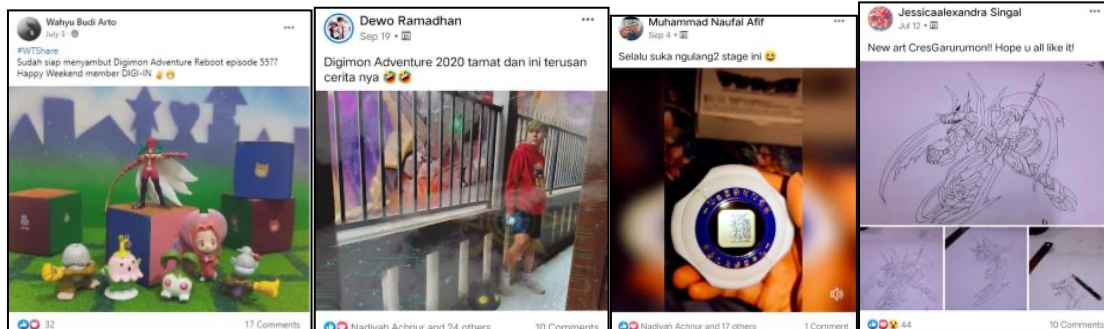 Wahyu Budi Arto
July 3 ·
#WTShare
Sudah siap menyambut Digimon Adventure Reboot episode 55??
Happy Weekend member DIGI-IN
32
17 Comments
Dewo Ramadhan
Sep 19 ·
Digimon Adventure 2020 tamat dan ini terusan
cerita nya 🤣🤣
Nadiyah Achnur and 24 others
10 Comments
Muhammad Naufal Afif
Sep 4 ·
Selalu suka ngulang2 stage ini 😅
Nadiyah Achnur and 17 others
1 Comment
Jessicaalexandra Singal
Jul 12 ·
New art CresGarurumon!! Hope u all like it!
44
10 Comments